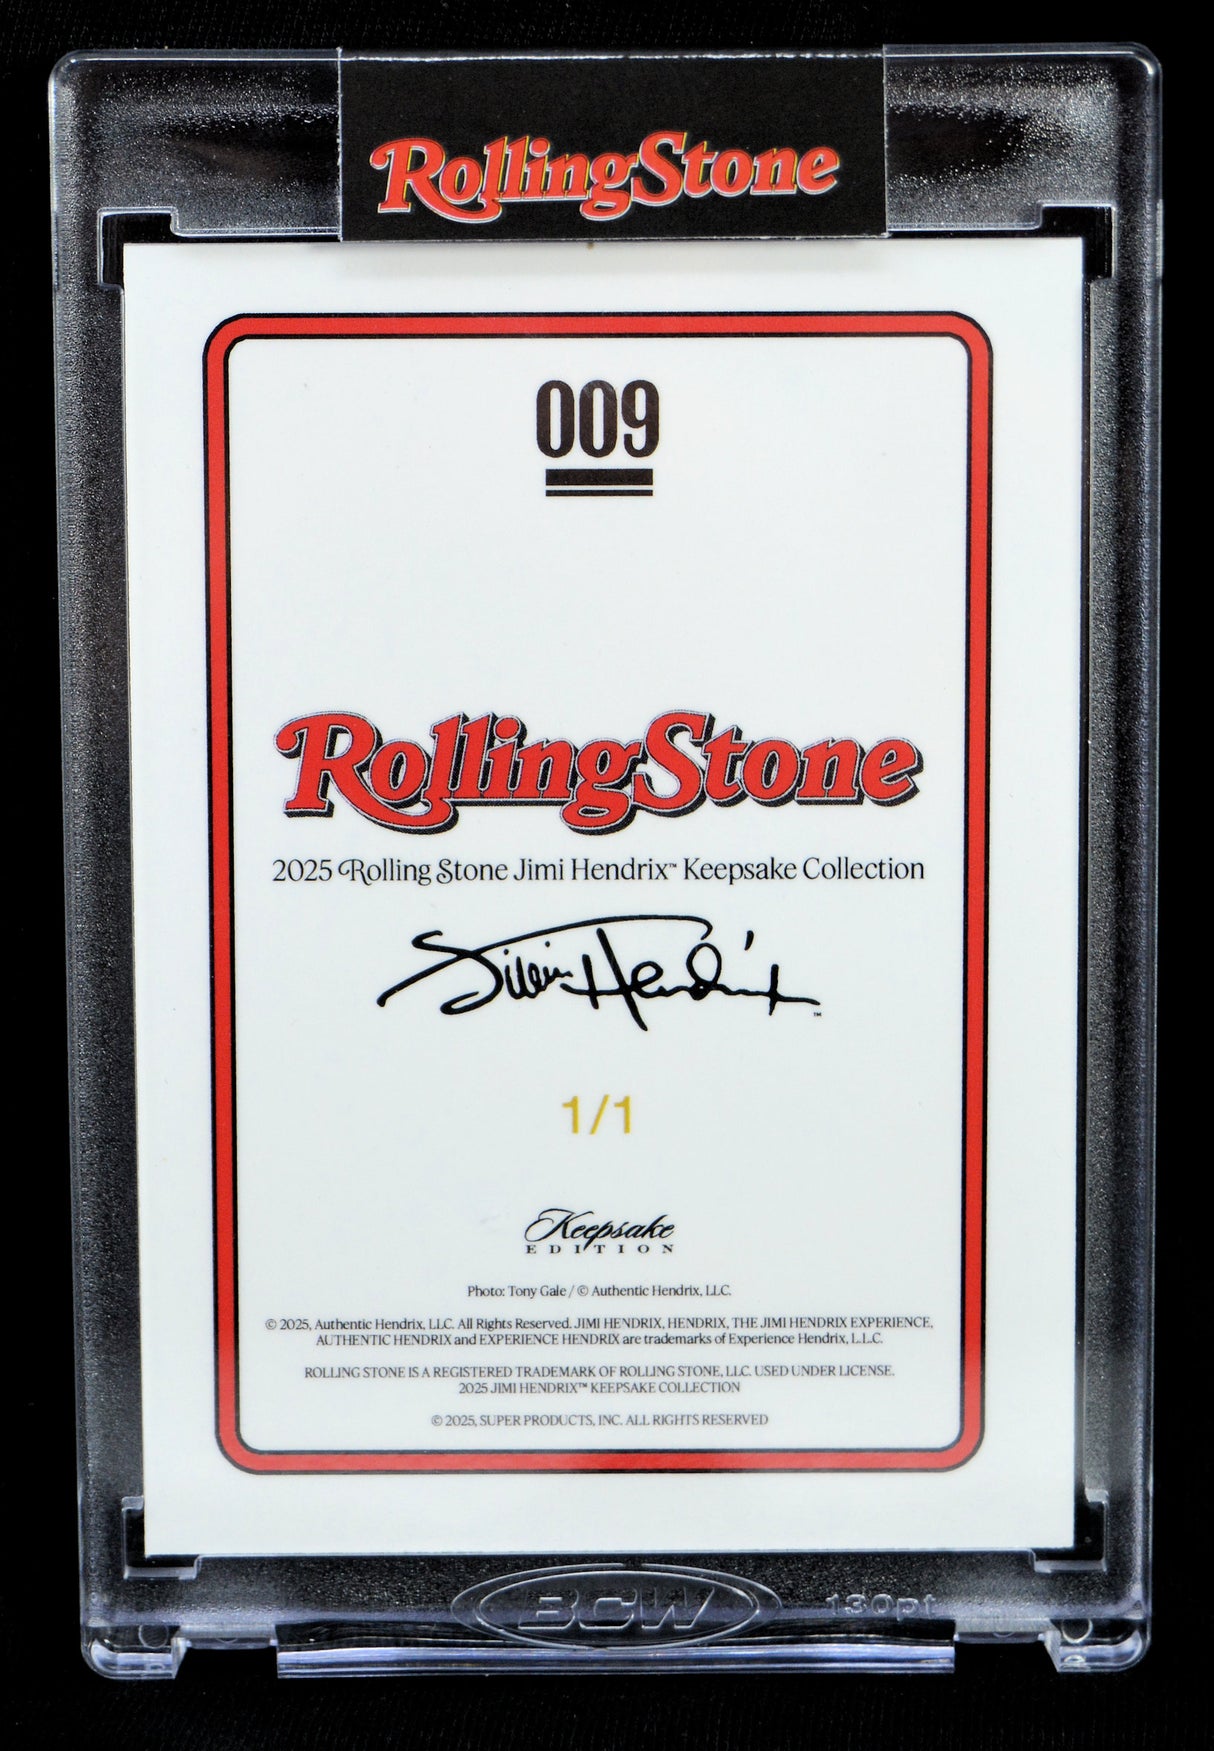 RollingStone
009
RollingStone
2025 Rolling Stone Jimi Hendrix™ Keepsake Collection
Jimi Hendrix ™
1/1
Keepsake
EDITION
Photo: Tony Gale / © Authentic Hendrix, LLC.
© 2025, Authentic Hendrix, LLC. All Rights Reserved. JIMI HENDRIX, HENDRIX, THE JIMI HENDRIX EXPERIENCE,
AUTHENTIC HENDRIX and EXPERIENCE HENDRIX are trademarks of Experience Hendrix, L.L.C.
ROLLING STONE IS A REGISTERED TRADEMARK OF ROLLING STONE, LLC. USED UNDER LICENSE.
2025 JIMI HENDRIX™ KEEPSAKE COLLECTION
© 2025, SUPER PRODUCTS, INC. ALL RIGHTS RESERVED
BCW 130pt